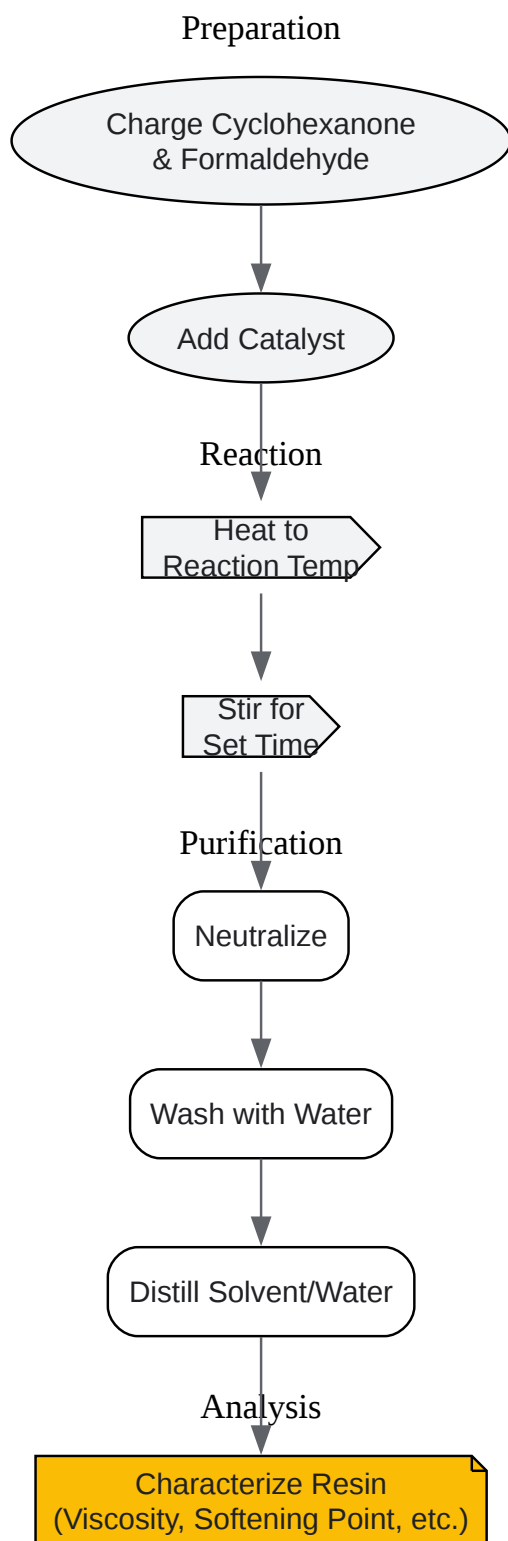 Preparation
Charge Cyclohexanone
& Formaldehyde
Add Catalyst
Reaction
Heat to
Reaction Temp
Stir for
Set Time
Purification
Neutralize
Wash with Water
Distill Solvent/Water
Analysis
Characterize Resin
(Viscosity, Softening Point, etc.)